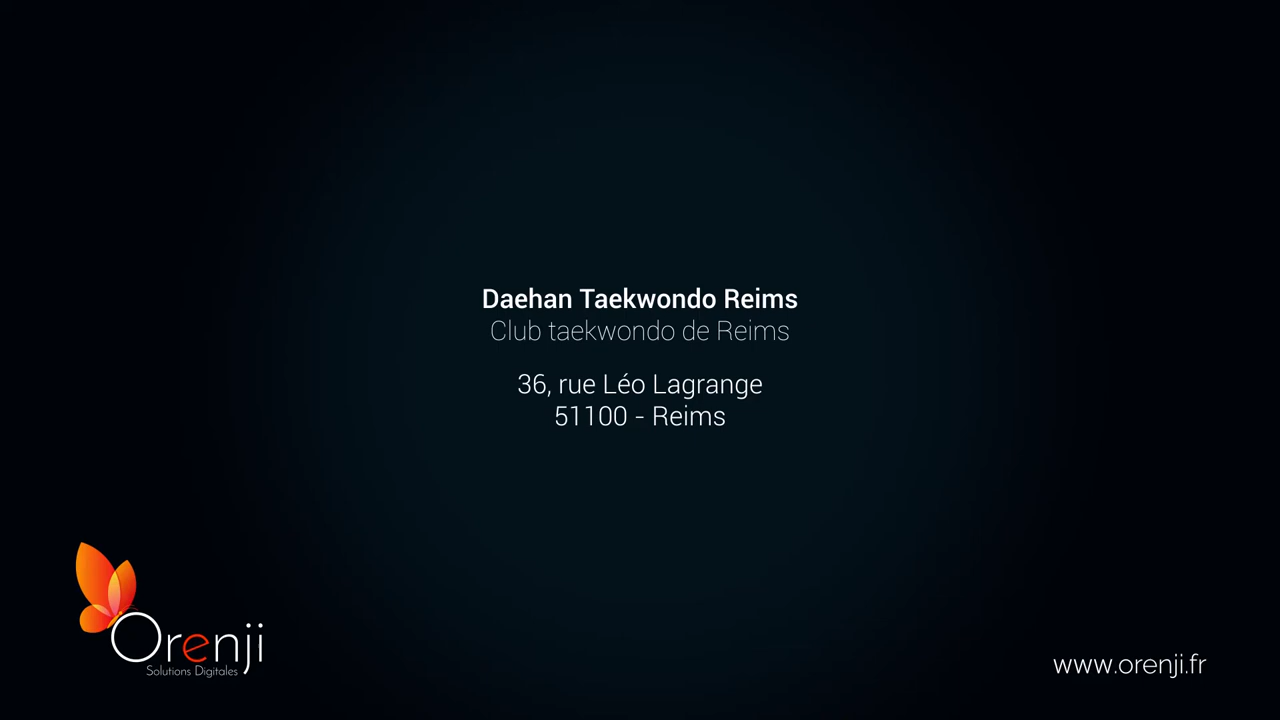 Daehan Taekwondo Reims
Club taekwondo de Reims
36, rue Léo Lagrange
51100 - Reims
Orenji
Solutions Digitales
www.orenji.fr